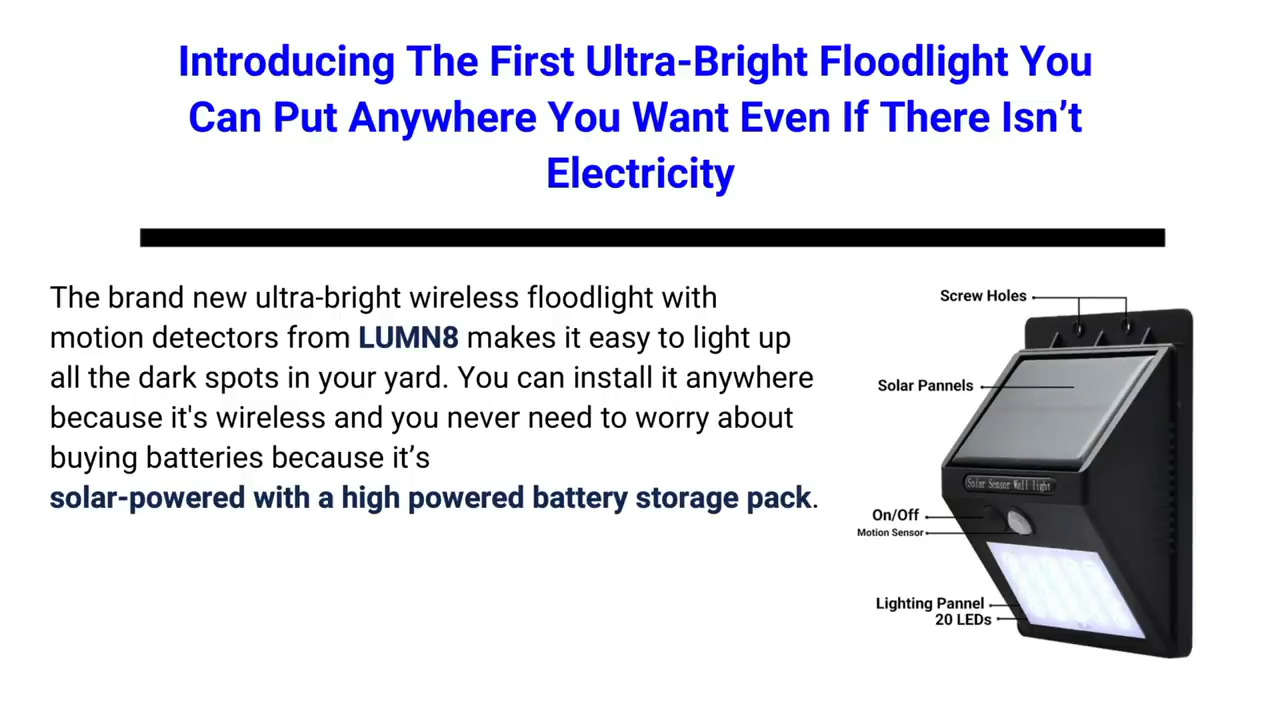 Introducing The First Ultra-Bright Floodlight You
Can Put Anywhere You Want Even If There Isn’t
Electricity
The brand new ultra-bright wireless floodlight with
motion detectors from LUMN8 makes it easy to light up
all the dark spots in your yard. You can install it anywhere
because it's wireless and you never need to worry about
buying batteries because it’s
solar-powered with a high powered battery storage pack.
Screw Holes
Solar Pannels
Solar Sensor Wall light
On/Off
Motion Sensor
Lighting Pannel
20 LEDs